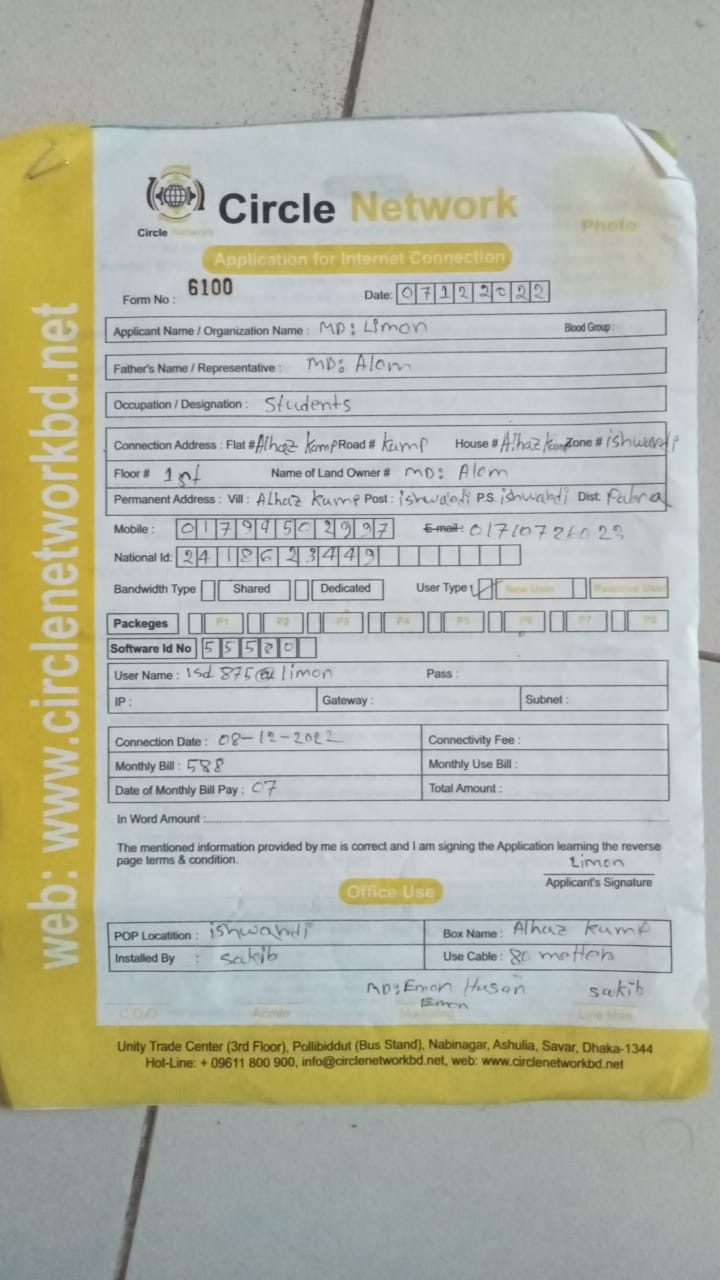 Circle Network
Circle Network
Photo
Application for Internet Connection
Form No : 6100 Date: 07122022
Applicant Name / Organization Name : MD: Limon Blood Group :
Father's Name / Representative : MD: Alom
Occupation / Designation : Students
Connection Address : Flat # Alhaz kamp Road # kamp House # Alhaz kamp Zone # ishwardi
Floor # 1st Name of Land Owner # MD: Alom
Permanent Address : Vill : Alhaz kamp Post : ishwardi P.S. ishwardi Dist: Pabna
Mobile : 01794502997 E-mail :
National Id: 2418623449
Bandwidth Type Shared Dedicated User Type : New User Reactive User
Packeges P1 P2 P3 P4 P5 P6 P7 P8
Software Id No 55580
User Name : isd 875@limon Pass :
IP : Gateway : Subnet :
Connection Date : 08-12-2022 Connectivity Fee :
Monthly Bill : 588 Monthly Use Bill :
Date of Monthly Bill Pay : 07 Total Amount :
In Word Amount :
The mentioned information provided by me is correct and I am signing the Application learning the reverse
page terms & condition.
Limon
Applicant's Signature
Office Use
POP Locatition : ishwardi Box Name : Alhaz kamp
Installed By : sakib Use Cable : 80 metter
MD: Emon Husan sakib
Emon
C.O.O Admin Marketing Line Man
Unity Trade Center (3rd Floor), Pollibiddut (Bus Stand), Nabinagar, Ashulia, Savar, Dhaka-1344
Hot-Line: + 09611 800 900, info@circlenetworkbd.net, web: www.circlenetworkbd.net
web: www.circlenetworkbd.net